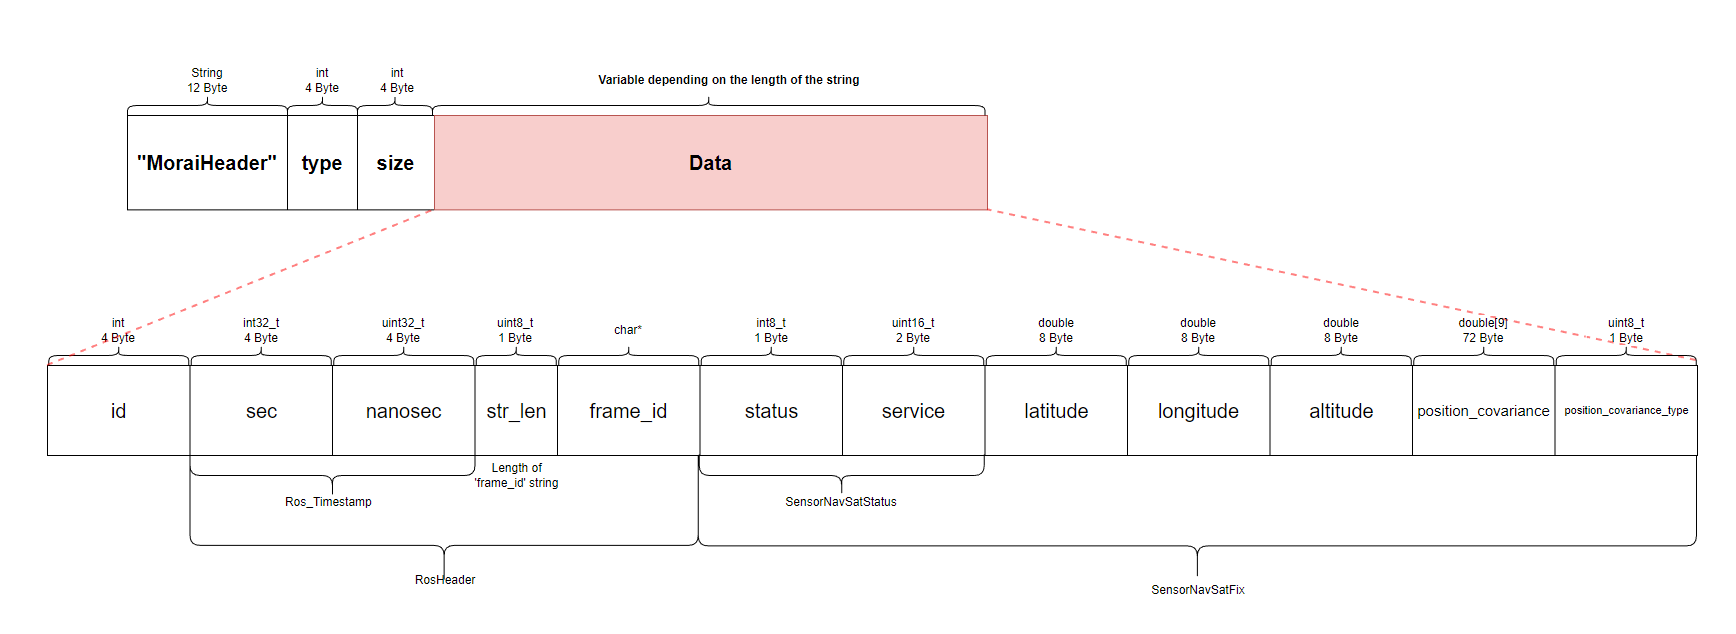 String
12 Byte
int
4 Byte
int
4 Byte
Variable depending on the length of the string
"MoraiHeader"
type
size
Data
int
4 Byte
int32_t
4 Byte
uint32_t
4 Byte
uint8_t
1 Byte
char*
int8_t
1 Byte
uint16_t
2 Byte
double
8 Byte
double
8 Byte
double
8 Byte
double[9]
72 Byte
uint8_t
1 Byte
id
sec
nanosec
str_len
frame_id
status
service
latitude
longitude
altitude
position_covariance
position_covariance_type
Length of
'frame_id' string
Ros_Timestamp
SensorNavSatStatus
RosHeader
SensorNavSatFix